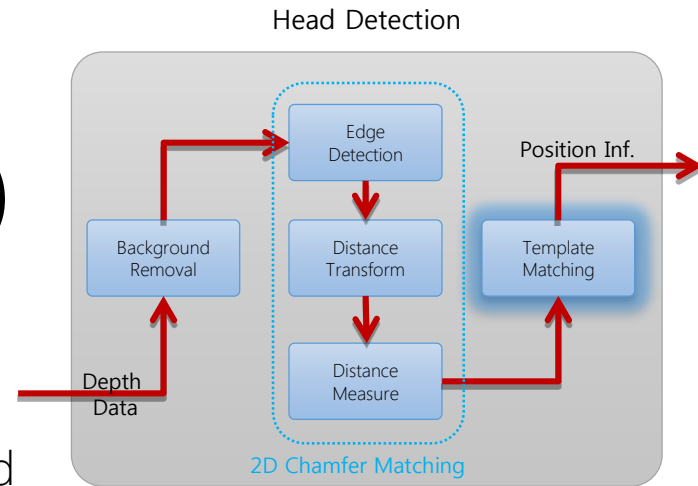 Head Detection
Edge
Detection
Position Inf.
Background
Removal
Distance
Transform
Template
Matching
Distance
Measure
Depth
Data
2D Chamfer Matching